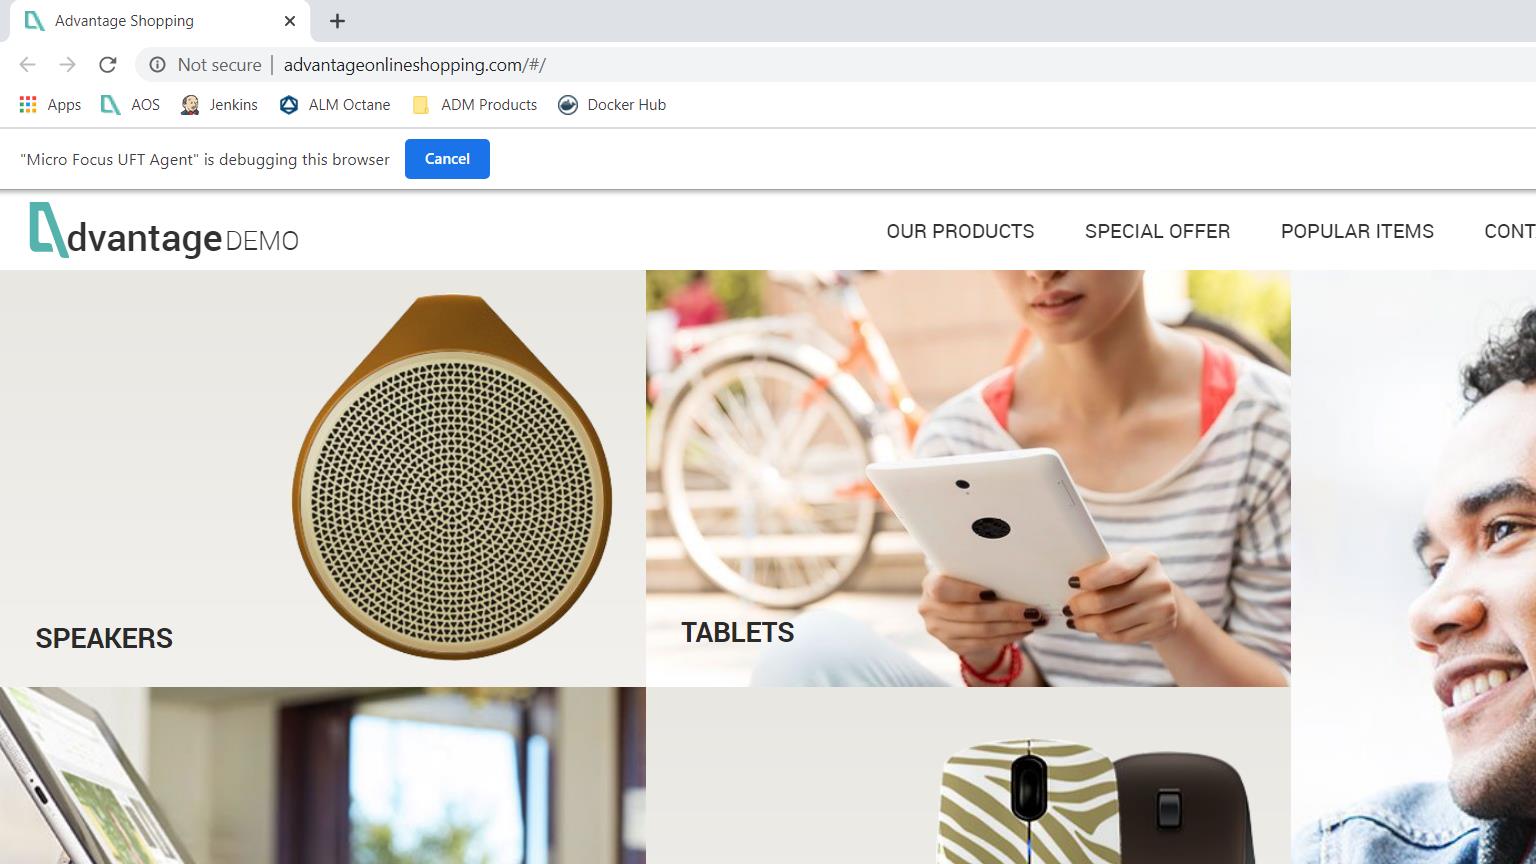 Advantage Shopping
Not secure | advantageonlineshopping.com/#/
Apps AOS Jenkins ALM Octane ADM Products Docker Hub
"Micro Focus UFT Agent" is debugging this browser Cancel
Advantage DEMO OUR PRODUCTS SPECIAL OFFER POPULAR ITEMS CONT
SPEAKERS
TABLETS